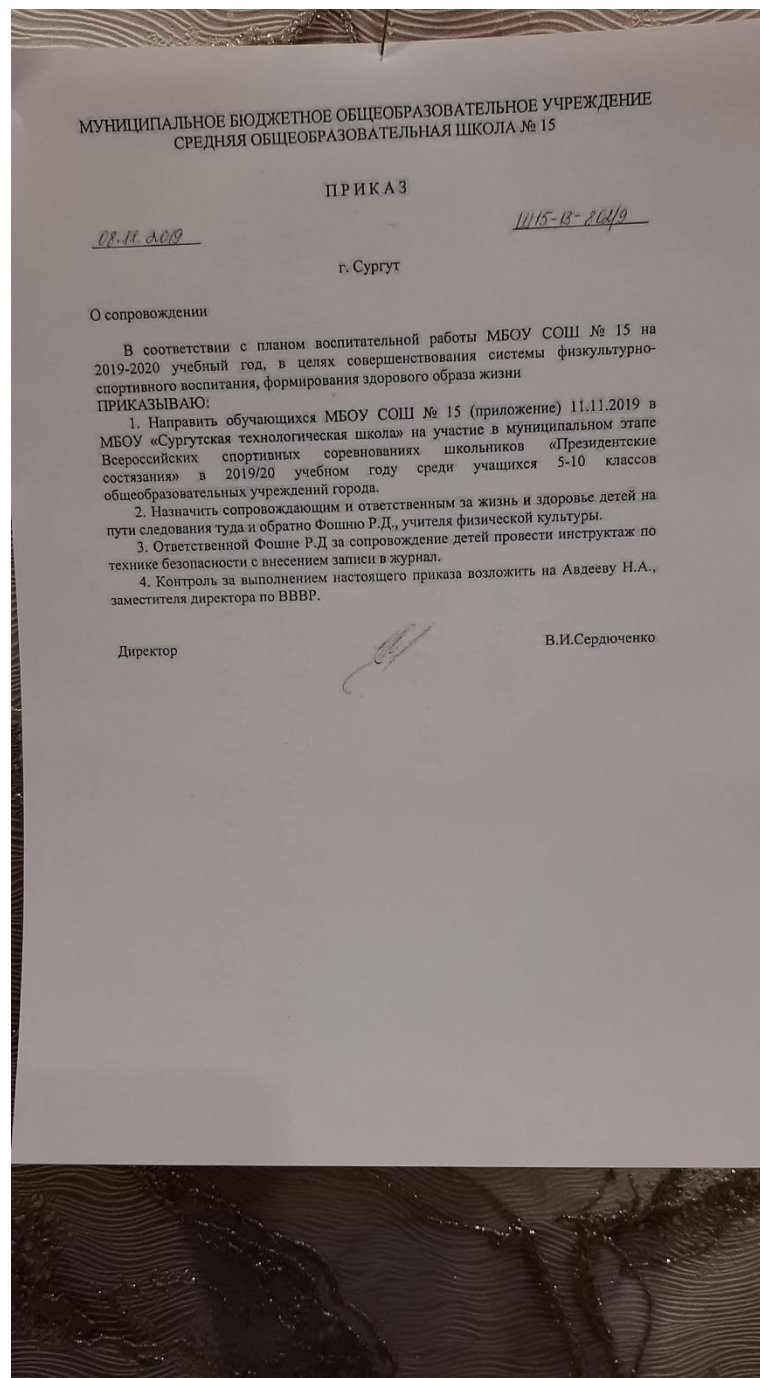 МУНИЦИПАЛЬНОЕ БЮДЖЕТНОЕ ОБЩЕОБРАЗОВАТЕЛЬНОЕ УЧРЕЖДЕНИЕ
СРЕДНЯЯ ОБЩЕОБРАЗОВАТЕЛЬНАЯ ШКОЛА № 15
ПРИКАЗ
08.11.2019
г. Сургут
О сопровождении
В соответствии с планом воспитательной работы МБОУ СОШ № 15 на
2019-2020 учебный год, в целях совершенствования системы физкультурно-
спортивного воспитания, формирования здорового образа жизни
ПРИКАЗЫВАЮ:
1. Направить обучающихся МБОУ СОШ № 15 (приложение) 11.11.2019 в
МБОУ «Сургутская технологическая школа» на участие в муниципальном этапе
Всероссийских спортивных соревнованиях школьников «Президентские
состязания» в 2019/20 учебном году среди учащихся 5-10 классов
общеобразовательных учреждений города.
2. Назначить сопровождающим и ответственным за жизнь и здоровье детей на
пути следования туда и обратно Фошню Р.Д., учителя физической культуры.
3. Ответственной Фошне Р.Д за сопровождение детей провести инструктаж по
технике безопасности с внесением записи в журнал.
4. Контроль за выполнением настоящего приказа возложить на Авдееву Н.А.,
заместителя директора по ВВВР.
Директор В.И.Сердюченко